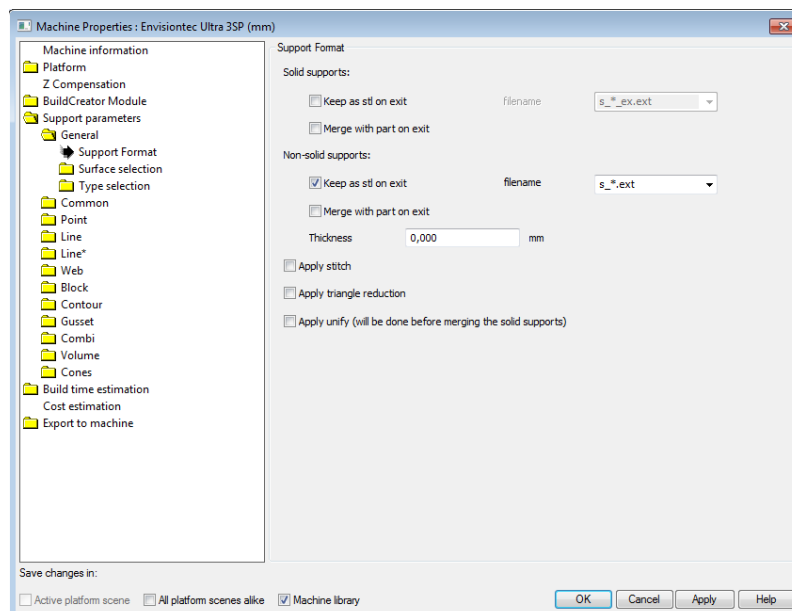 Machine Properties : Envisiontec Ultra 3SP (mm)
Machine information
Platform
Z Compensation
BuildCreator Module
Support parameters
General
Support Format
Surface selection
Type selection
Common
Point
Line
Line*
Web
Block
Contour
Gusset
Combi
Volume
Cones
Build time estimation
Cost estimation
Export to machine
Support Format
Solid supports:
Keep as stl on exit filename s_*_ex.ext
Merge with part on exit
Non-solid supports:
Keep as stl on exit filename s_*.ext
Merge with part on exit
Thickness 0,000 mm
Apply stitch
Apply triangle reduction
Apply unify (will be done before merging the solid supports)
Save changes in:
Active platform scene All platform scenes alike Machine library OK Cancel Apply Help